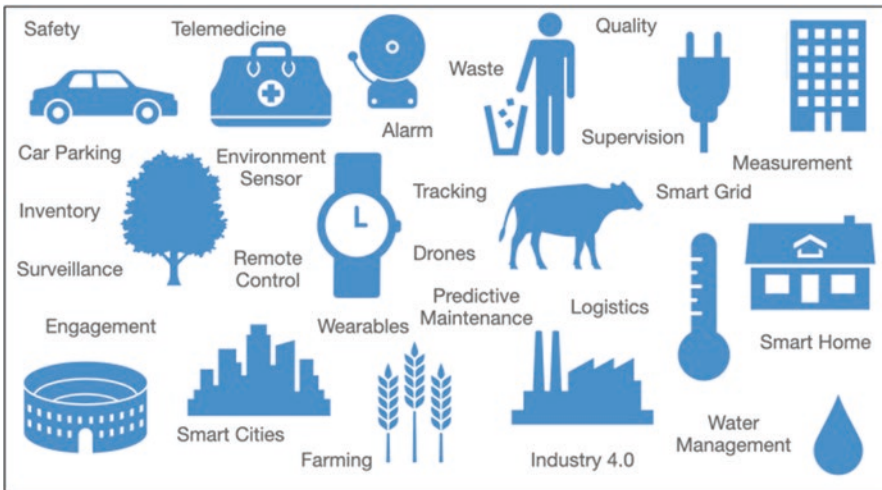 Safety
Telemedicine
Quality
Waste
Alarm
Supervision
Car Parking
Environment
Sensor
Measurement
Tracking
Smart Grid
Inventory
Surveillance
Remote
Control
Drones
Predictive
Maintenance
Logistics
Engagement
Wearables
Smart Home
Smart Cities
Water
Management
Farming
Industry 4.0